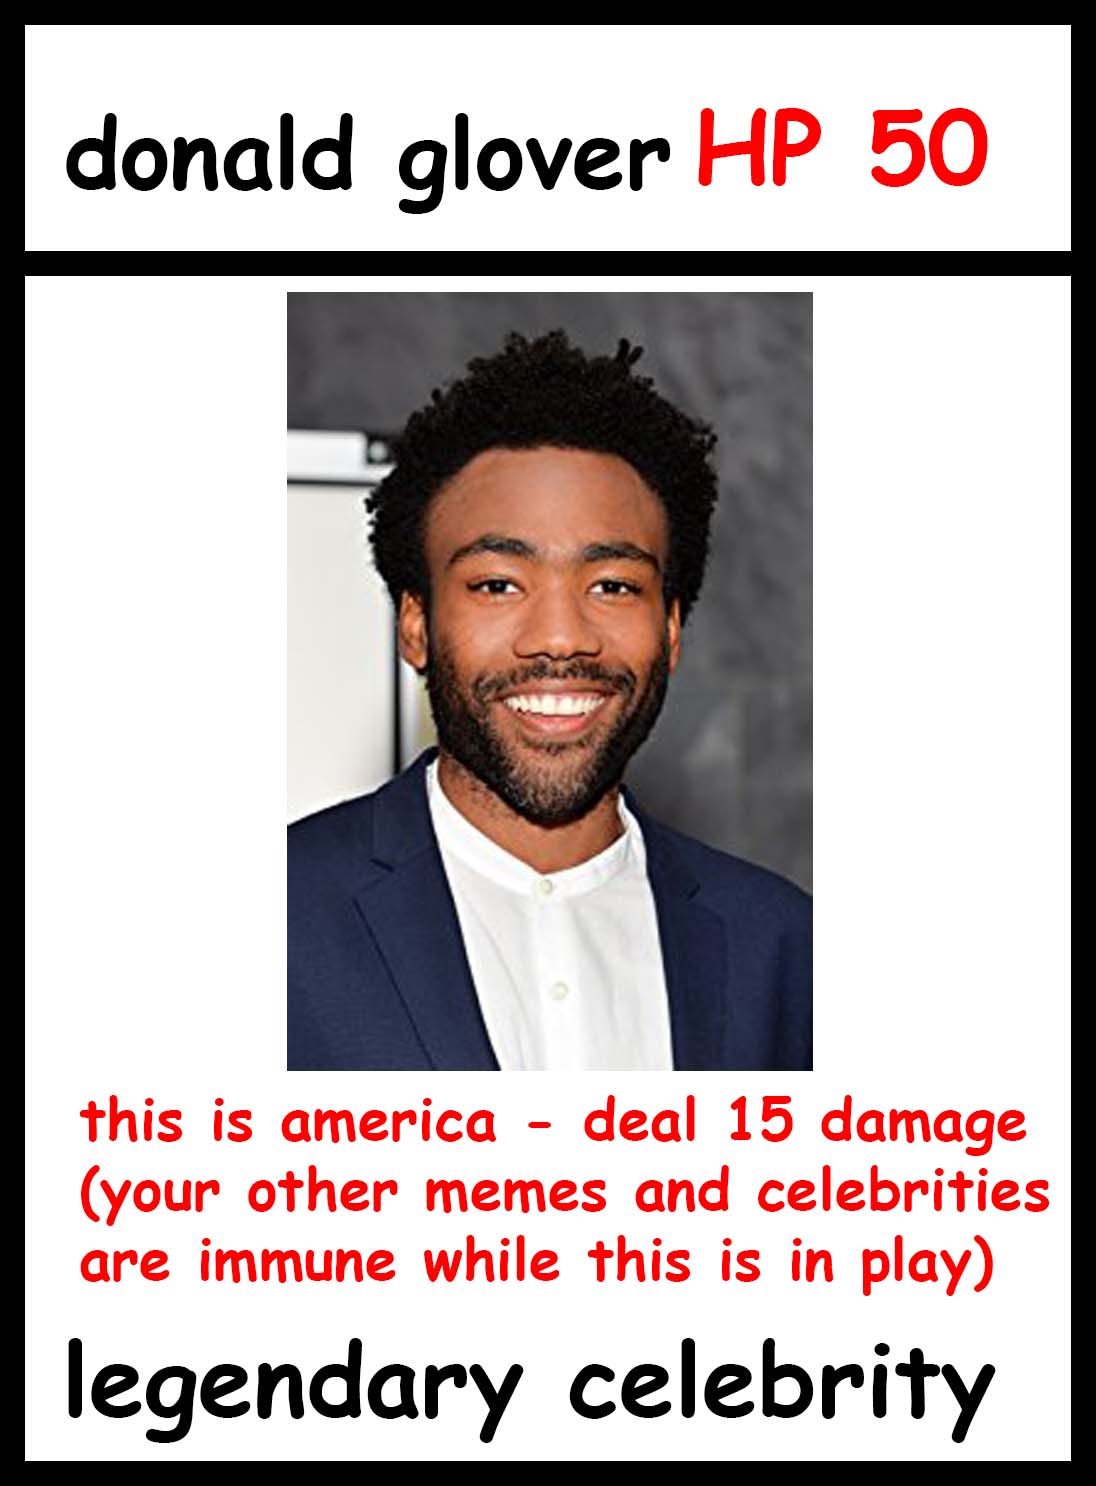 donald glover HP 50
this is america - deal 15 damage
(your other memes and celebrities
are immune while this is in play)
legendary celebrity